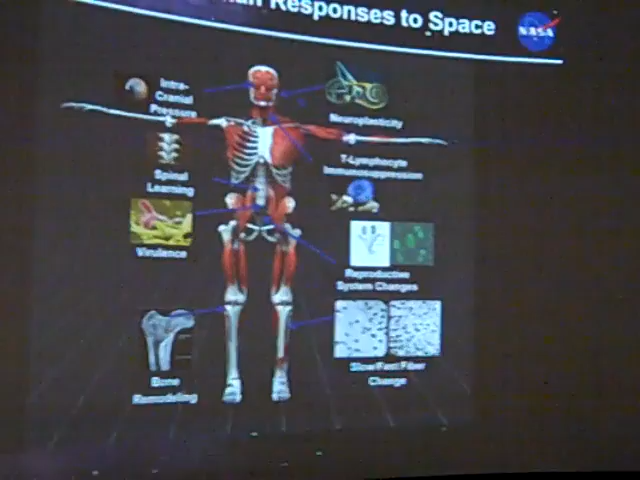 Responses to Space
NASA
Intra-
Cranial
Pressure
Neuroplasticity
Spinal
Learning
T-Lymphocyte
Immunosuppression
Virulence
Reproductive
System Changes
Bone
Remodeling
Slow/Fast Fiber
Change